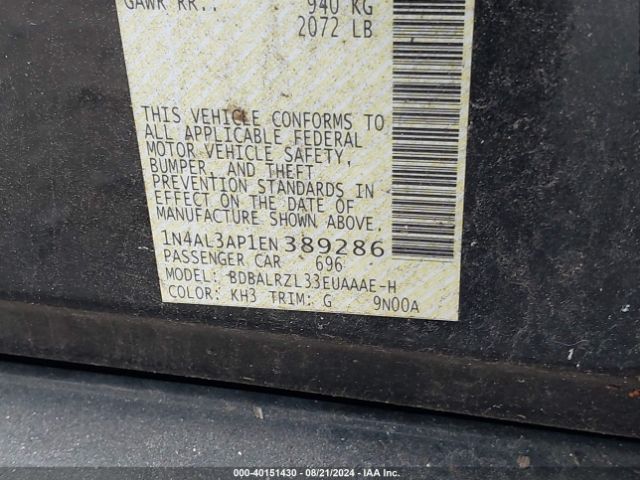 GAWR RR.: 940 KG
2072 LB
THIS VEHICLE CONFORMS TO
ALL APPLICABLE FEDERAL
MOTOR VEHICLE SAFETY,
BUMPER, AND THEFT
PREVENTION STANDARDS IN
EFFECT ON THE DATE OF
MANUFACTURE SHOWN ABOVE.
1N4AL3AP1EN389286
PASSENGER CAR 696
MODEL: BDBALRZL33EUAAAE-H
COLOR: KH3 TRIM: G 9N00A
000-40151430 - 08/21/2024 - IAA Inc.